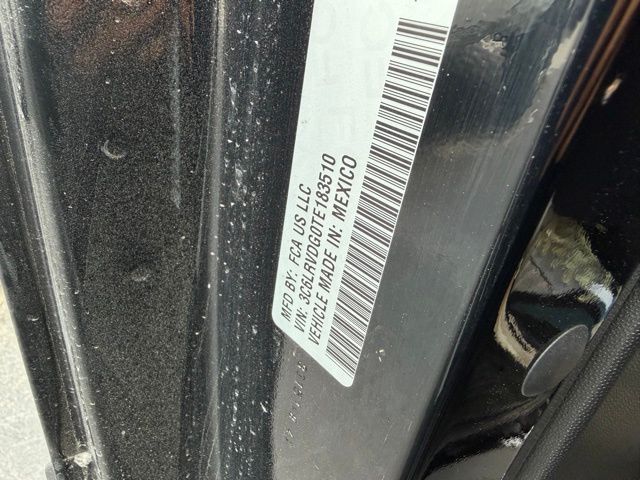 MFD BY: FCA US LLC
VIN: 3C6LRVDG0TE183510
VEHICLE MADE IN: MEXICO